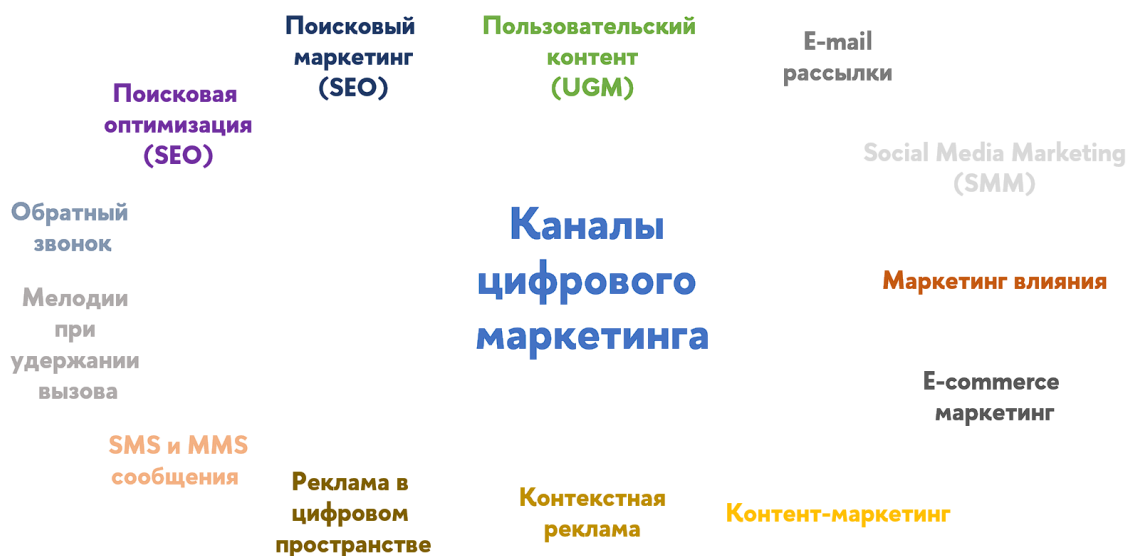 Поисковый
маркетинг
(SEO)
Пользовательский
контент
(UGM)
E-mail
рассылки
Поисковая
оптимизация
(SEO)
Social Media Marketing
(SMM)
Обратный
звонок
Каналы
цифрового
маркетинга
Маркетинг влияния
Мелодии
при
удержании
вызова
E-commerce
маркетинг
SMS и MMS
сообщения
Реклама в
цифровом
пространстве
Контекстная
реклама
Контент-маркетинг